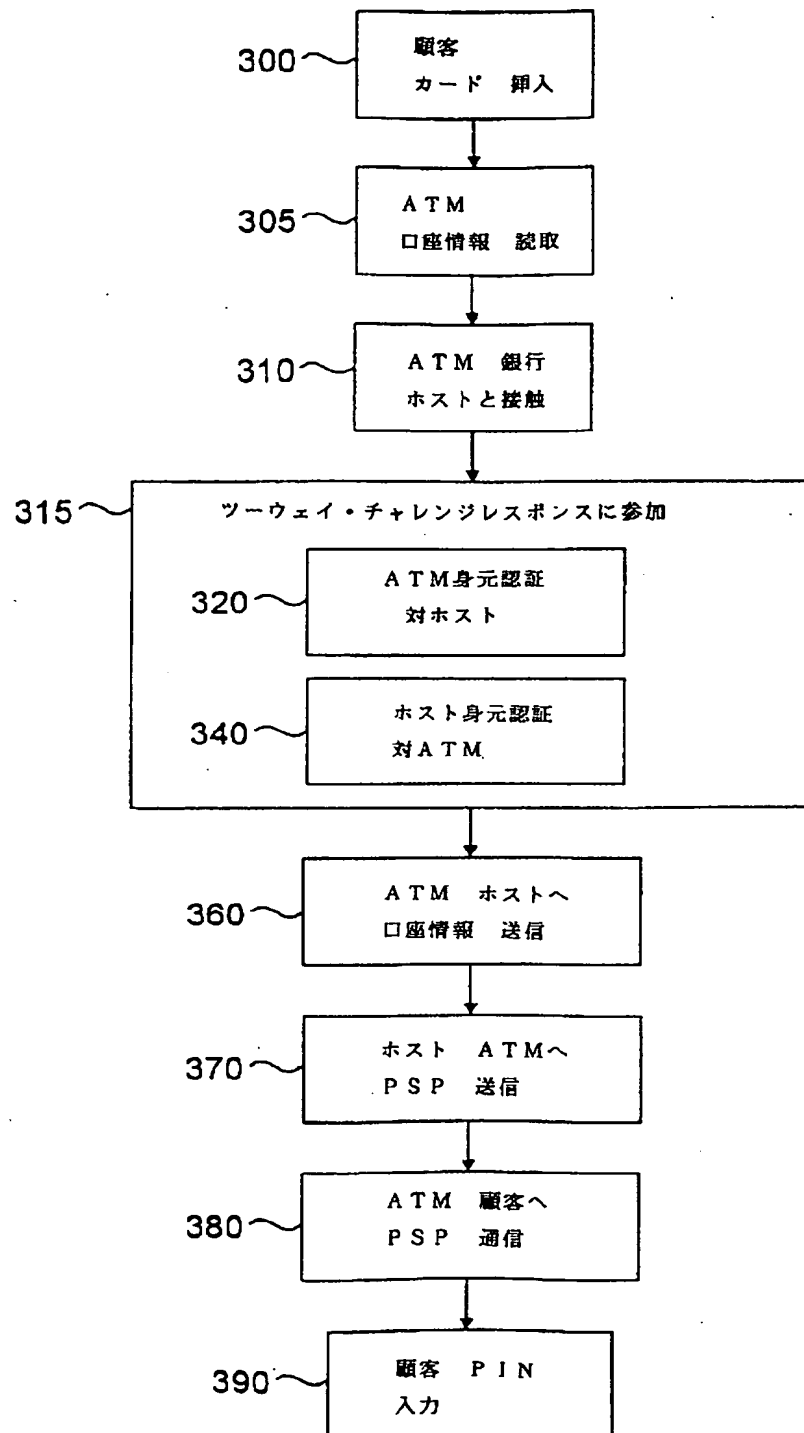 300
顧客
カード 挿入
305
ATM
口座情報 読取
310
ATM 銀行
ホストと接触
315
ツーウェイ・チャレンジレスポンスに参加
320
ATM身元認証
対ホスト
340
ホスト身元認証
対ATM
360
ATM ホストへ
口座情報 送信
370
ホスト ATMへ
PSP 送信
380
ATM 顧客へ
PSP 通信
390
顧客 PIN
入力